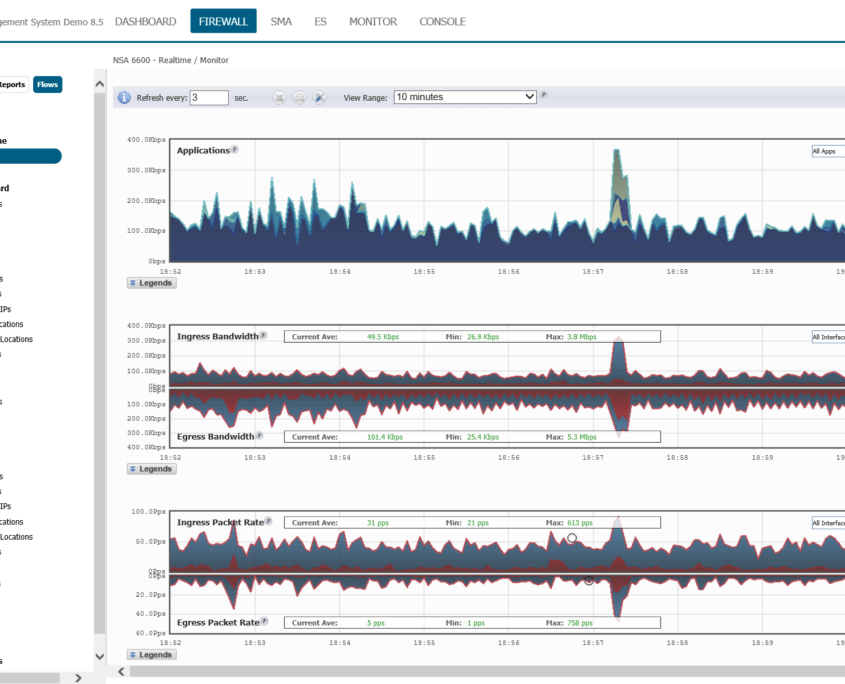 gement System Demo 8.5 DASHBOARD FIREWALL SMA ES MONITOR CONSOLE
NSA 6600 - Realtime / Monitor
Reports Flows
Refresh every: 3 sec. View Range: 10 minutes
ne
rd
s
s
s
IPs
cations
Locations
s
s
s
s
IPs
cations
Locations
s
s
s
Applications
All Apps
400.0Kbps
300.0Kbps
200.0Kbps
100.0Kbps
0bps
18:52 18:53 18:54 18:55 18:56 18:57 18:58 18:59 19
Legends
Ingress Bandwidth Current Ave: 49.5 Kbps Min: 26.9 Kbps Max: 3.8 Mbps
All Interface
400.0Kbps
300.0Kbps
200.0Kbps
100.0Kbps
0bps
0bps
100.0Kbps
200.0Kbps
300.0Kbps
400.0Kbps
Egress Bandwidth Current Ave: 101.4 Kbps Min: 25.4 Kbps Max: 5.3 Mbps
18:52 18:53 18:54 18:55 18:56 18:57 18:58 18:59 19
Legends
Ingress Packet Rate Current Ave: 31 pps Min: 21 pps Max: 613 pps
All Interface
100.0Pps
50.0Pps
0Pps
0Pps
20.0Pps
40.0Pps
60.0Pps
Egress Packet Rate Current Ave: 5 pps Min: 1 pps Max: 758 pps
18:52 18:53 18:54 18:55 18:56 18:57 18:58 18:59 19
Legends